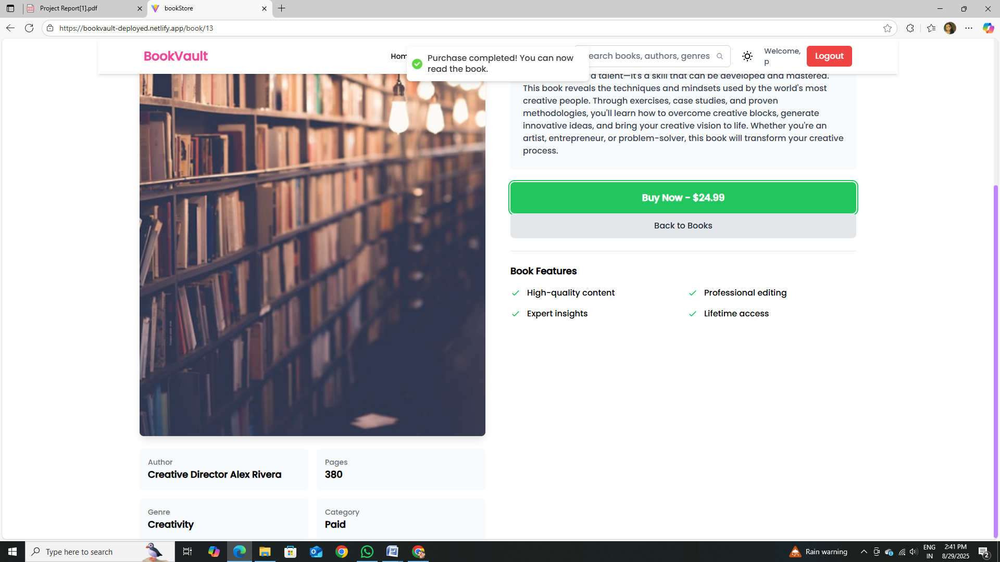 Project Report[1].pdf
bookStore
https://bookvault-deployed.netlify.app/book/13
BookVault
Purchase completed! You can now
read the book.
earch books, authors, genres
Welcome,
p
Logout
a talent—it's a skill that can be developed and mastered.
This book reveals the techniques and mindsets used by the world's most
creative people. Through exercises, case studies, and proven
methodologies, you'll learn how to overcome creative blocks, generate
innovative ideas, and bring your creative vision to life. Whether you're an
artist, entrepreneur, or problem-solver, this book will transform your creative
process.
Buy Now - $24.99
Back to Books
Book Features
High-quality content
Professional editing
Expert insights
Lifetime access
Author
Creative Director Alex Rivera
Pages
380
Genre
Creativity
Category
Paid
Type here to search
Rain warning
ENG
IN
2:41 PM
8/29/2025
2